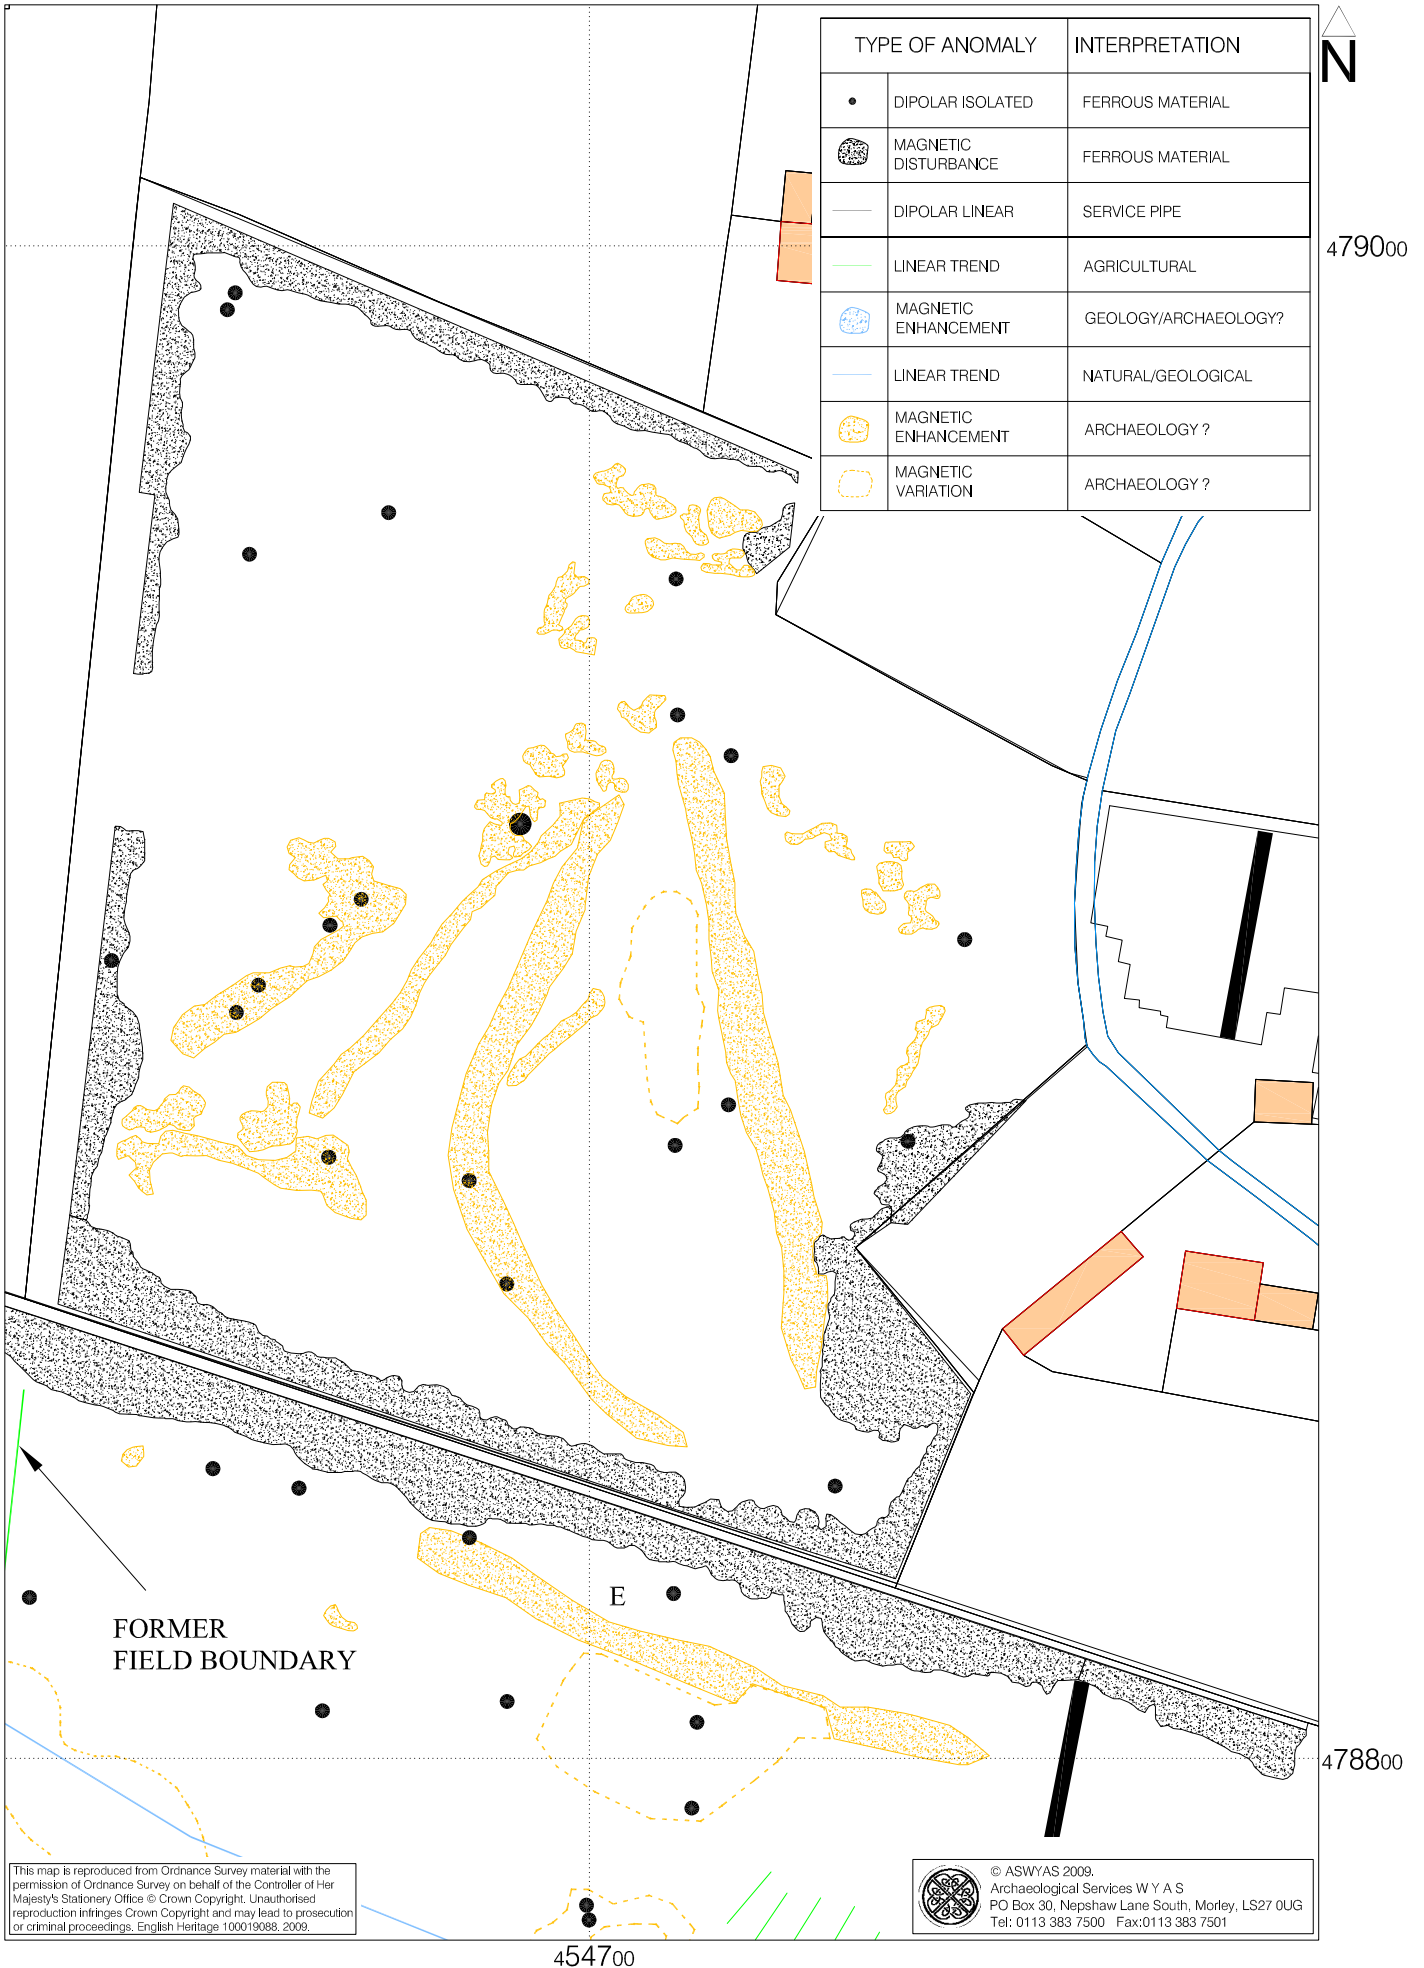 TYPE OF ANOMALY INTERPRETATION
N
DIPOLAR ISOLATED FERROUS MATERIAL
MAGNETIC
DISTURBANCE
FERROUS MATERIAL
DIPOLAR LINEAR SERVICE PIPE
LINEAR TREND AGRICULTURAL
MAGNETIC
ENHANCEMENT
GEOLOGY/ARCHAEOLOGY?
LINEAR TREND NATURAL/GEOLOGICAL
MAGNETIC
ENHANCEMENT
ARCHAEOLOGY ?
MAGNETIC
VARIATION
ARCHAEOLOGY ?
479000
E
FORMER
FIELD BOUNDARY
478800
This map is reproduced from Ordnance Survey material with the
permission of Ordnance Survey on behalf of the Controller of Her
Majesty's Stationery Office © Crown Copyright. Unauthorised
reproduction infringes Crown Copyright and may lead to prosecution
or criminal proceedings. English Heritage 100019088. 2009.
© ASWYAS 2009.
Archaeological Services W Y A S
PO Box 30, Nepshaw Lane South, Morley, LS27 0UG
Tel: 0113 383 7500 Fax:0113 383 7501
454700